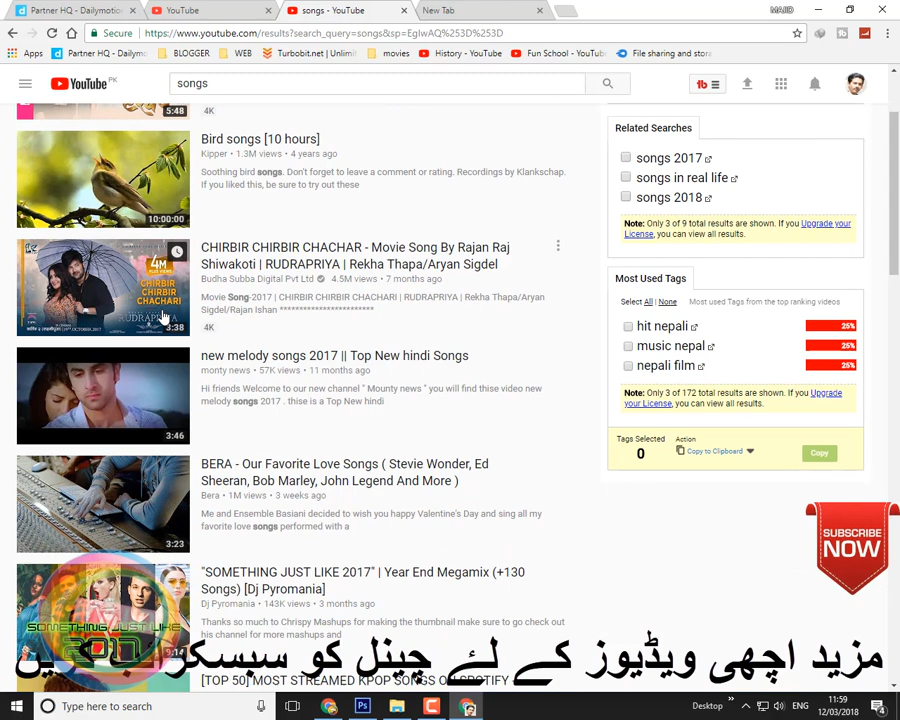 Partner HQ - Dailymotio
YouTube
songs - YouTube
New Tab
MAJID
Secure
https://www.youtube.com/results?search_query=songs&sp=EgIwAQ%253D%253D
Apps
Partner HQ - Dailymo
BLOGGER
WEB
Turbobit.net | Unlimit
movies
History - YouTube
Fun School - YouTube
File sharing and stora
YouTube PK
songs
5:48
4K
Bird songs [10 hours]
Kipper • 1.3M views • 4 years ago
Soothing bird songs. Don't forget to leave a comment or rating. Recordings by Klankschap.
If you liked this, be sure to try out these
10:00:00
CHIRBIR CHIRBIR CHACHAR - Movie Song By Rajan Raj
Shiwakoti | RUDRAPRIYA | Rekha Thapa/Aryan Sigdel
Budha Subba Digital Pvt Ltd 4.5M views • 7 months ago
Movie Song-2017 | CHIRBIR CHIRBIR CHACHARI | RUDRAPRIYA | Rekha Thapa/Aryan
Sigdel/Rajan Ishan ************************
4K
4M
CHIRBIR
CHIRBIR
CHACHARI
RUDRAPRIYA
3:38
new melody songs 2017 || Top New hindi Songs
monty news • 57K views • 11 months ago
Hi friends Welcome to our new channel " Mounty news " you will find thise video new
melody songs 2017 . thise is a Top New hindi
3:46
BERA - Our Favorite Love Songs ( Stevie Wonder, Ed
Sheeran, Bob Marley, John Legend And More )
Bera • 1M views • 3 weeks ago
Me and Ensemble Basiani decided to wish you happy Valentine's Day and sing all my
favorite love songs performed with a
3:23
"SOMETHING JUST LIKE 2017" | Year End Megamix (+130
Songs) [Dj Pyromania]
Dj Pyromania • 143K views • 3 months ago
Thanks so much to Chrispy Mashups for making the thumbnail make sure to go check out
his channel for more mashups and
SOMETHING JUST LIKE
2017
9:14
[TOP 50] MOST STREAMED KPOP SONGS ON SPOTIFY
Related Searches
songs 2017
songs in real life
songs 2018
Note: Only 3 of 9 total results are shown. If you Upgrade your
License, you can view all results.
Most Used Tags
Select All | None Most used Tags from the top ranking videos
hit nepali 25%
music nepal 25%
nepali film 25%
Note: Only 3 of 172 total results are shown. If you Upgrade
your License, you can view all results.
Tags Selected
0
Action
Copy to Clipboard
Copy
SUBSCRIBE
NOW
مزید اچھی ویڈیوز کے لئے چینل کو سبسکرائب کریں
Type here to search
Desktop
ENG
11:59
12/03/2018
4